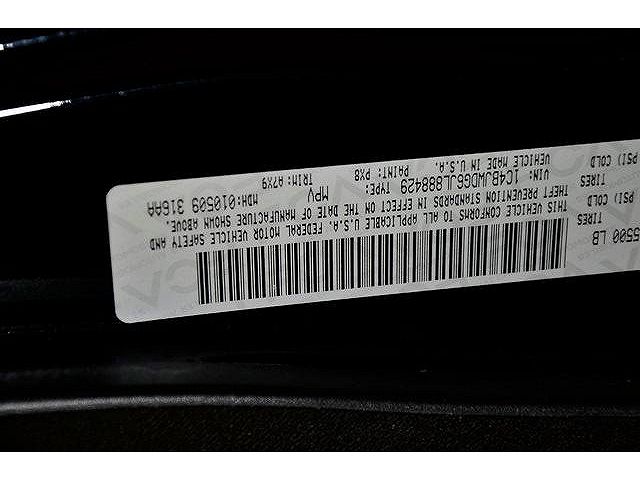 5500 LB
TIRES
PSI) COLD
TIRES
PSI) COLD
THIS VEHICLE CONFORMS TO ALL APPLICABLE U.S.A. FEDERAL MOTOR VEHICLE SAFETY AND
THEFT PREVENTION STANDARDS IN EFFECT ON THE DATE OF MANUFACTURE SHOWN ABOVE.
VIN: 1C4BJWDG6JL888429 TYPE: MPV MDH:010509 316AA
VEHICLE MADE IN U.S.A. PAINT: PX8 TRIM:A7X9